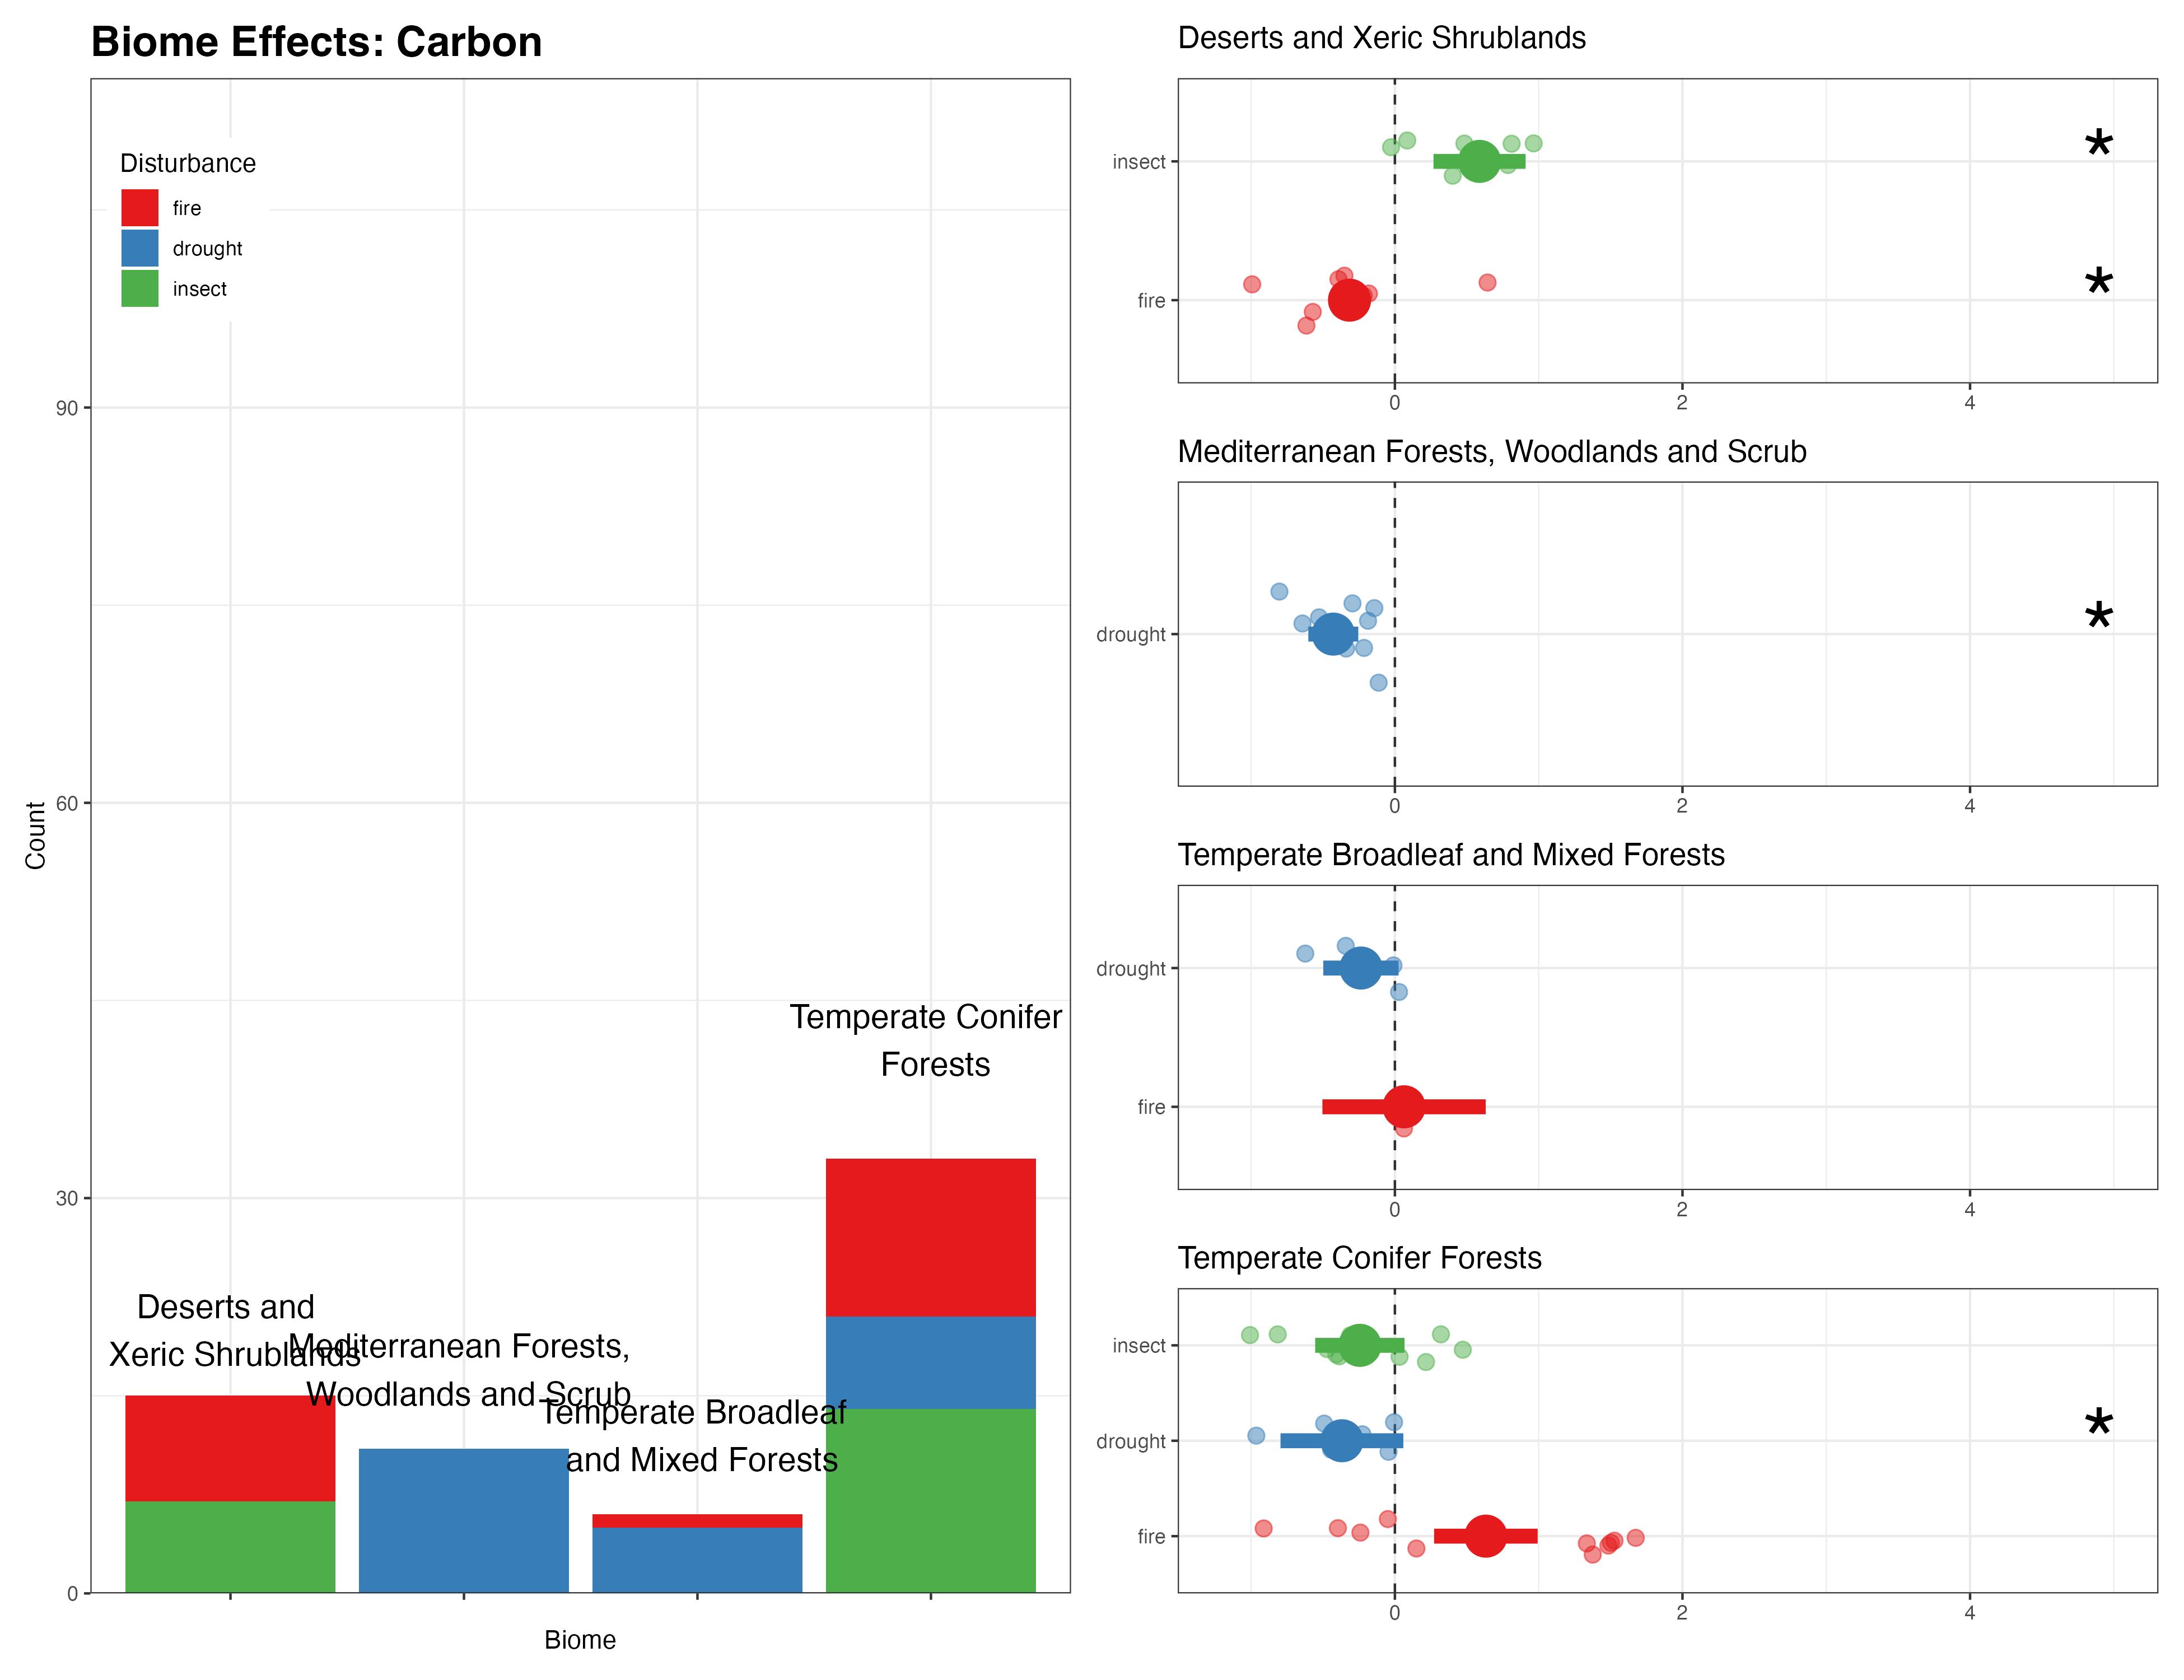 Biome Effects: Carbon
Disturbance
fire
drought
insect
90
60
30
0
Count
Temperate Conifer
Forests
Deserts and
Xeric Shrublands
Mediterranean Forests,
Woodlands and Scrub
Temperate Broadleaf
and Mixed Forests
Biome
Deserts and Xeric Shrublands
insect
*
fire
*
0 2 4
Mediterranean Forests, Woodlands and Scrub
drought
*
0 2 4
Temperate Broadleaf and Mixed Forests
drought
fire
0 2 4
Temperate Conifer Forests
insect
drought
*
fire
0 2 4